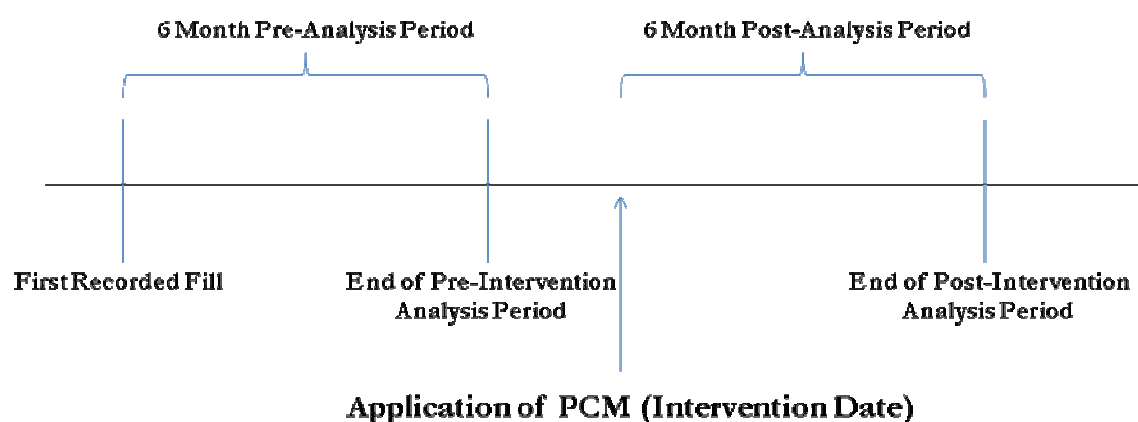 6 Month Pre-Analysis Period
6 Month Post-Analysis Period
First Recorded Fill
End of Pre-Intervention
Analysis Period
End of Post-Intervention
Analysis Period
Application of PCM (Intervention Date)